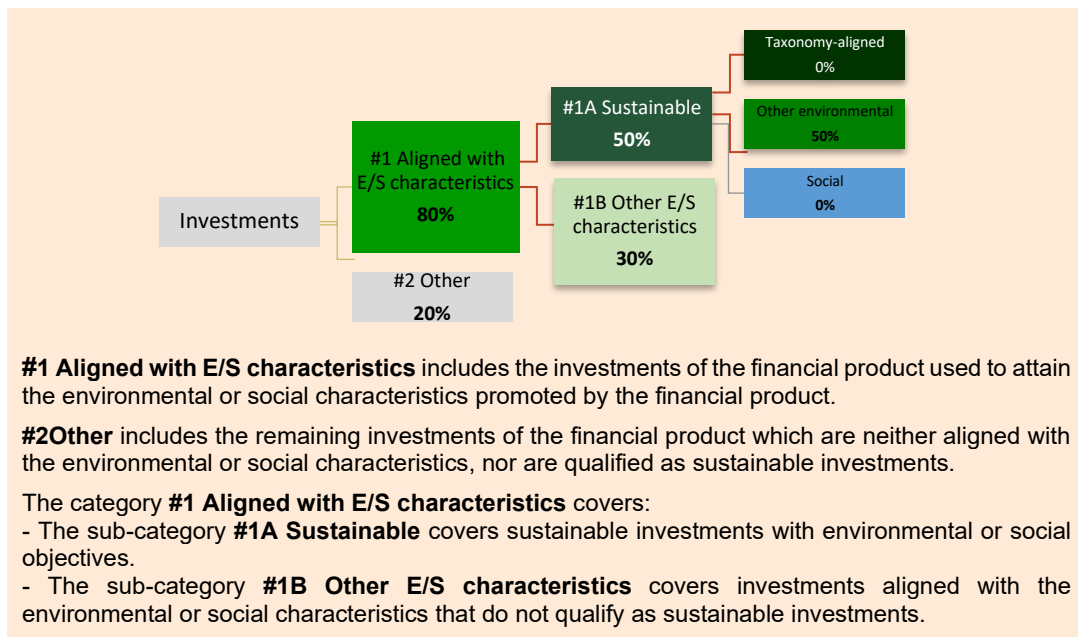 Taxonomy-aligned
0%
#1A Sustainable
50%
Other environmental
50%
#1 Aligned with
E/S characteristics
80%
Social
0%
#1B Other E/S
characteristics
30%
Investments
#2 Other
20%
#1 Aligned with E/S characteristics includes the investments of the financial product used to attain
the environmental or social characteristics promoted by the financial product.
#2Other includes the remaining investments of the financial product which are neither aligned with
the environmental or social characteristics, nor are qualified as sustainable investments.
The category #1 Aligned with E/S characteristics covers:
- The sub-category #1A Sustainable covers sustainable investments with environmental or social
objectives.
- The sub-category #1B Other E/S characteristics covers investments aligned with the
environmental or social characteristics that do not qualify as sustainable investments.